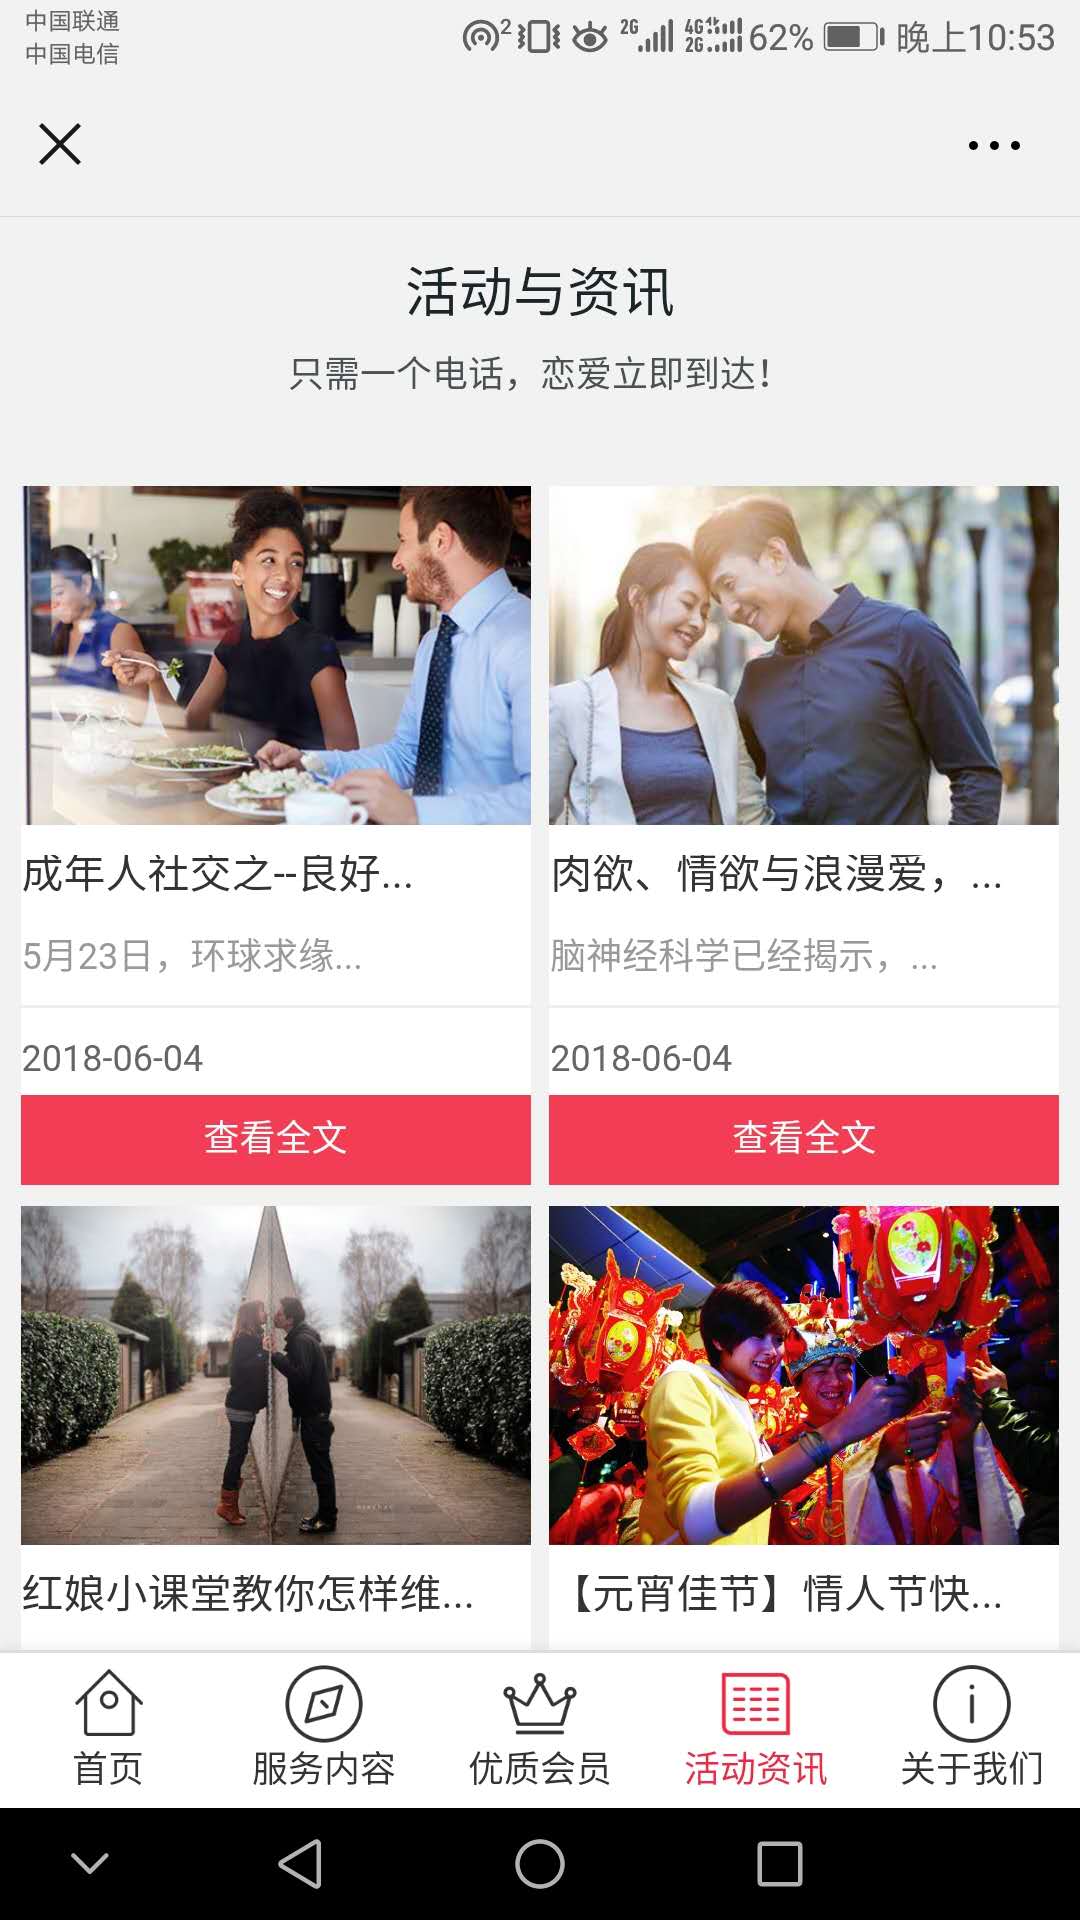 中国联通
中国电信
2
2G
4G
2G
62%
晚上10:53
活动与资讯
只需一个电话，恋爱立即到达！
成年人社交之--良好...
5月23日，环球求缘...
2018-06-04
查看全文
肉欲、情欲与浪漫爱，...
脑神经科学已经揭示，...
2018-06-04
查看全文
红娘小课堂教你怎样维...
【元宵佳节】情人节快...
首页
服务内容
优质会员
活动资讯
关于我们